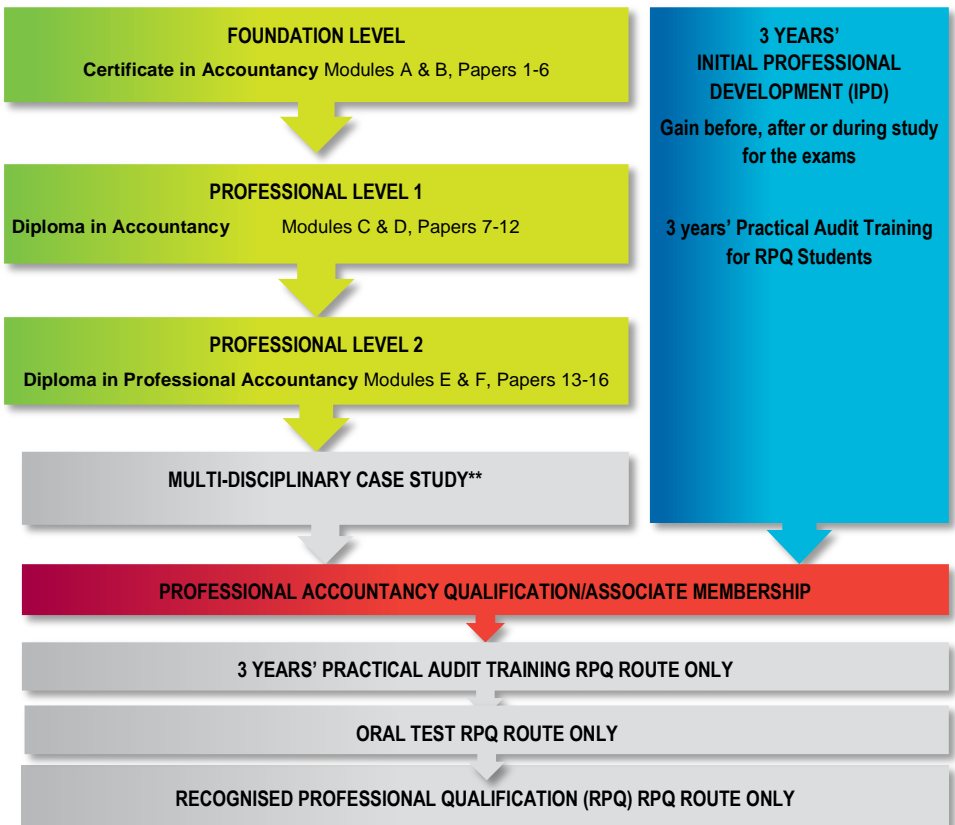 FOUNDATION LEVEL
Certificate in Accountancy Modules A & B, Papers 1-6
PROFESSIONAL LEVEL 1
Diploma in Accountancy Modules C & D, Papers 7-12
PROFESSIONAL LEVEL 2
Diploma in Professional Accountancy Modules E & F, Papers 13-16
MULTI-DISCIPLINARY CASE STUDY**
3 YEARS’
INITIAL PROFESSIONAL
DEVELOPMENT (IPD)
Gain before, after or during study
for the exams
3 years’ Practical Audit Training
for RPQ Students
PROFESSIONAL ACCOUNTANCY QUALIFICATION/ASSOCIATE MEMBERSHIP
3 YEARS’ PRACTICAL AUDIT TRAINING RPQ ROUTE ONLY
ORAL TEST RPQ ROUTE ONLY
RECOGNISED PROFESSIONAL QUALIFICATION (RPQ) RPQ ROUTE ONLY